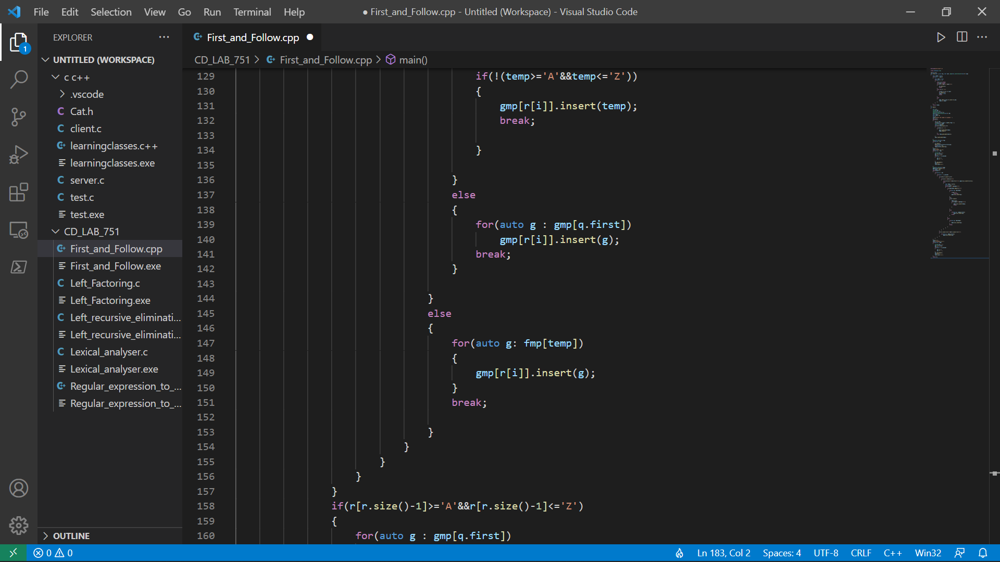 File Edit Selection View Go Run Terminal Help
● First_and_Follow.cpp - Untitled (Workspace) - Visual Studio Code
EXPLORER
1
UNTITLED (WORKSPACE)
c c++
.vscode
Cat.h
client.c
learningclasses.c++
learningclasses.exe
server.c
test.c
test.exe
CD_LAB_751
First_and_Follow.cpp
First_and_Follow.exe
Left_Factoring.c
Left_Factoring.exe
Left_recursive_eliminati...
Left_recursive_eliminati...
Lexical_analyser.c
Lexical_analyser.exe
Regular_expression_to_...
Regular_expression_to_...
OUTLINE
First_and_Follow.cpp
CD_LAB_751 > First_and_Follow.cpp > main()
129 if(!(temp>='A'&&temp<='Z'))
130 {
131 gmp[r[i]].insert(temp);
132 break;
133
134 }
135
136 }
137 else
138 {
139 for(auto g : gmp[q.first])
140 gmp[r[i]].insert(g);
141 break;
142 }
143
144 }
145 else
146 {
147 for(auto g: fmp[temp])
148 {
149 gmp[r[i]].insert(g);
150 }
151 break;
152
153 }
154 }
155 }
156 }
157 }
158 if(r[r.size()-1]>='A'&&r[r.size()-1]<='Z')
159 {
160 for(auto g : gmp[q.first])
0 0
Ln 183, Col 2 Spaces: 4 UTF-8 CRLF C++ Win32